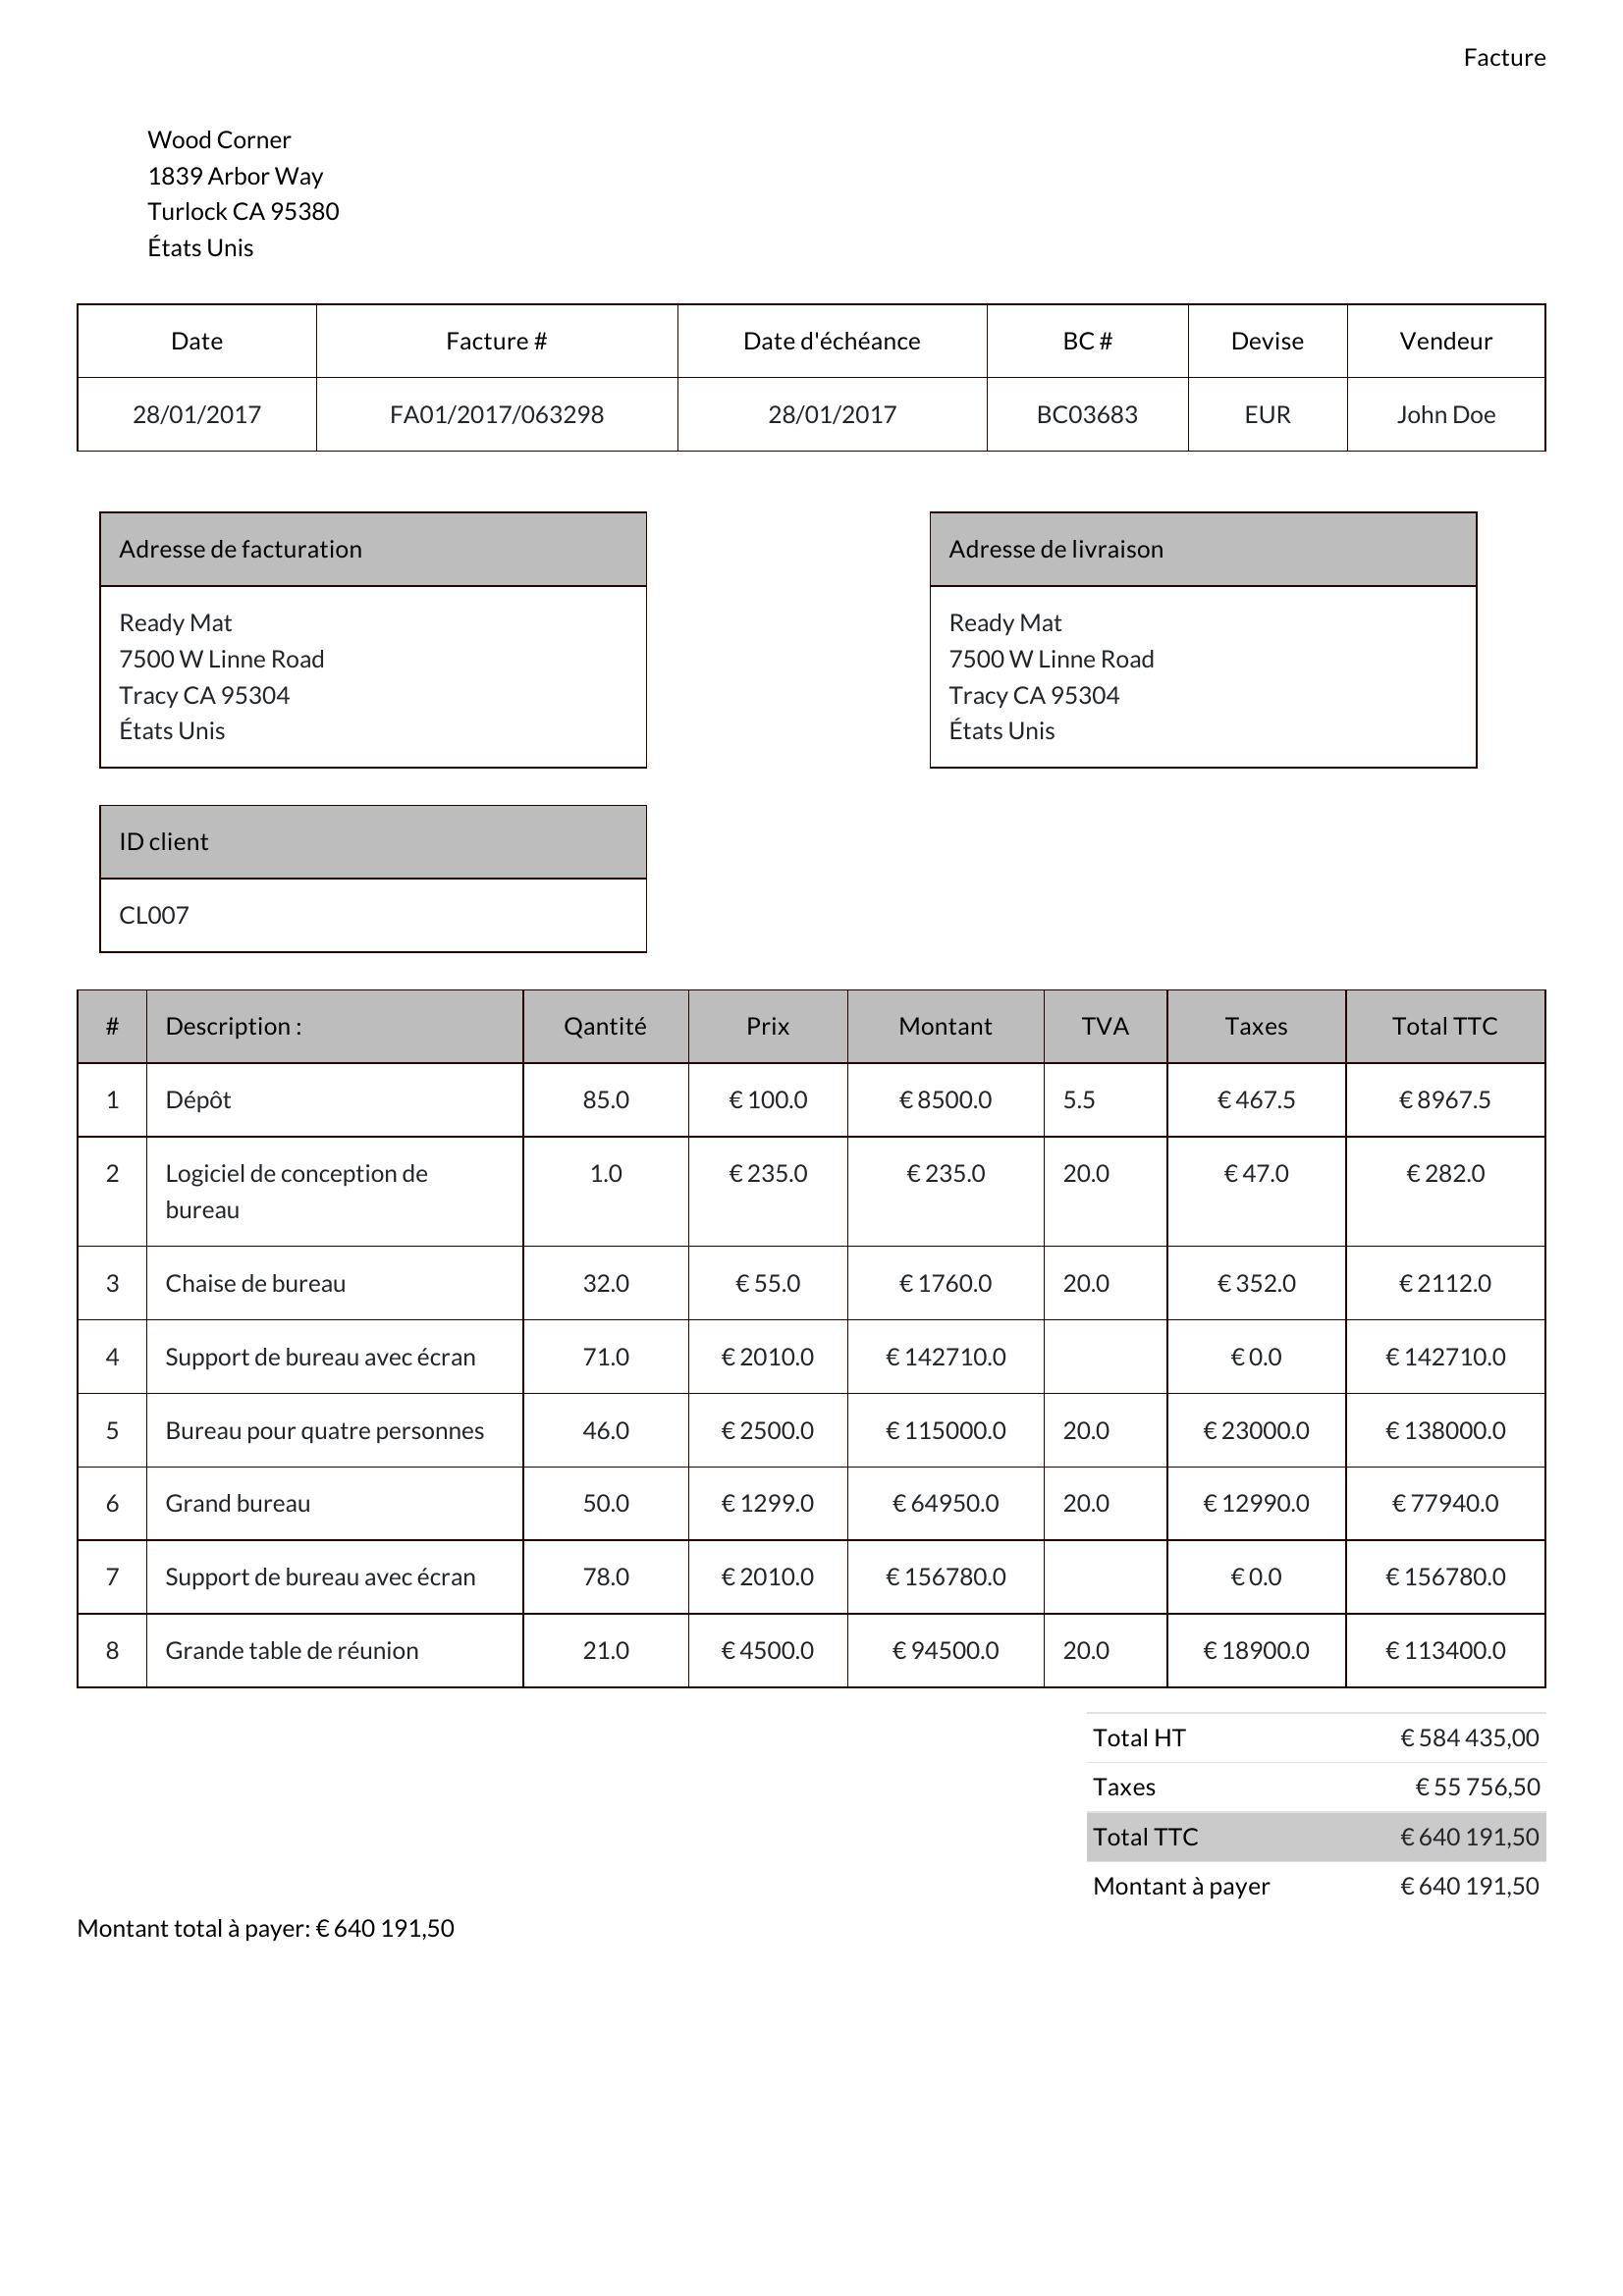 Facture
Wood Corner
1839 Arbor Way
Turlock CA 95380
États Unis
Date Facture # Date d'échéance BC # Devise Vendeur
28/01/2017 FA01/2017/063298 28/01/2017 BC03683 EUR John Doe
Adresse de facturation
Ready Mat
7500 W Linne Road
Tracy CA 95304
États Unis
Adresse de livraison
Ready Mat
7500 W Linne Road
Tracy CA 95304
États Unis
ID client
CL007
# Description : Qantité Prix Montant TVA Taxes Total TTC
1 Dépôt 85.0 € 100.0 € 8500.0 5.5 € 467.5 € 8967.5
2 Logiciel de conception de 1.0 € 235.0 € 235.0 20.0 € 47.0 € 282.0
bureau
3 Chaise de bureau 32.0 € 55.0 € 1760.0 20.0 € 352.0 € 2112.0
4 Support de bureau avec écran 71.0 € 2010.0 € 142710.0 € 0.0 € 142710.0
5 Bureau pour quatre personnes 46.0 € 2500.0 € 115000.0 20.0 € 23000.0 € 138000.0
6 Grand bureau 50.0 € 1299.0 € 64950.0 20.0 € 12990.0 € 77940.0
7 Support de bureau avec écran 78.0 € 2010.0 € 156780.0 € 0.0 € 156780.0
8 Grande table de réunion 21.0 € 4500.0 € 94500.0 20.0 € 18900.0 € 113400.0
Total HT € 584 435,00
Taxes € 55 756,50
Total TTC € 640 191,50
Montant à payer € 640 191,50
Montant total à payer: € 640 191,50